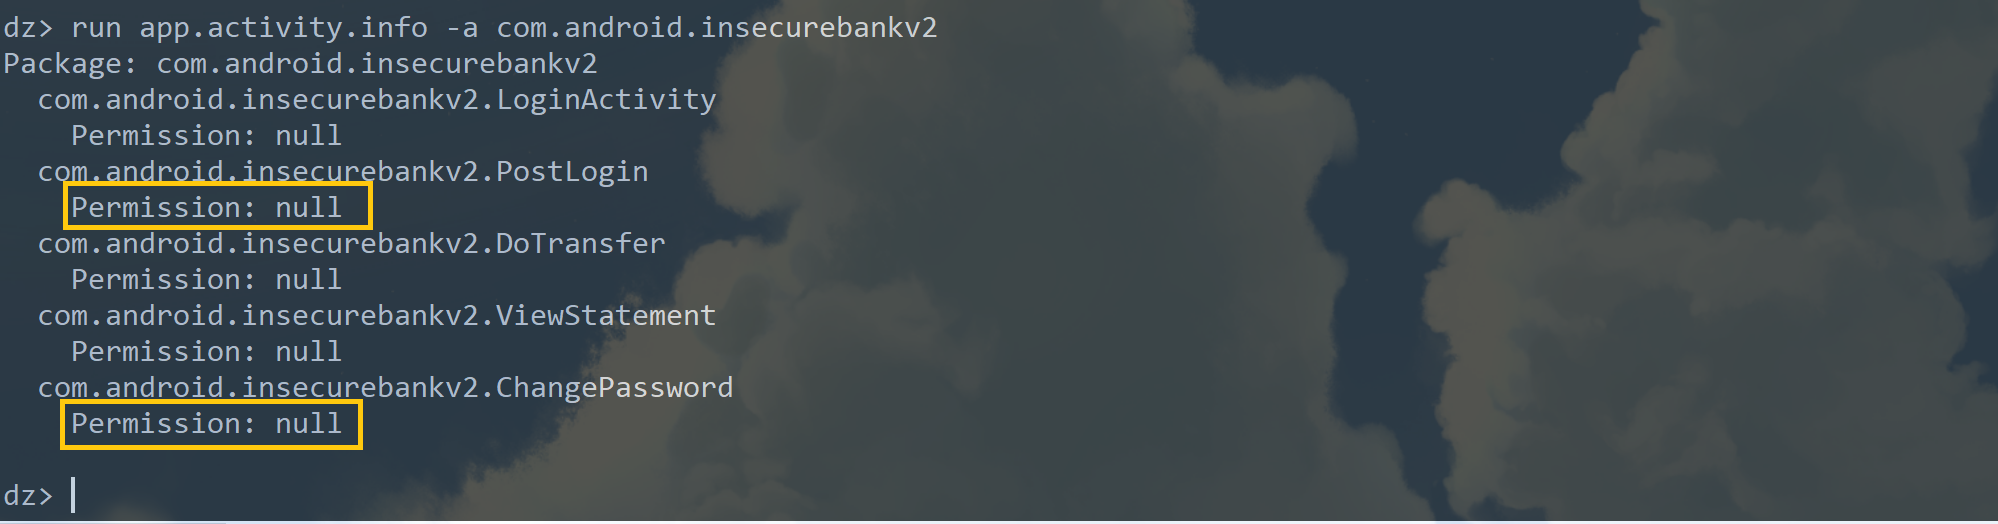 dz> run app.activity.info -a com.android.insecurebankv2
Package: com.android.insecurebankv2
com.android.insecurebankv2.LoginActivity
Permission: null
com.android.insecurebankv2.PostLogin
Permission: null
com.android.insecurebankv2.DoTransfer
Permission: null
com.android.insecurebankv2.ViewStatement
Permission: null
com.android.insecurebankv2.ChangePassword
Permission: null
dz>